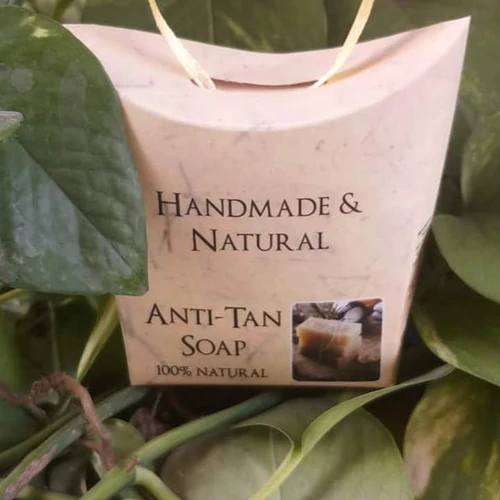 HANDMADE &
NATURAL
ANTI-TAN
SOAP
100% NATURAL